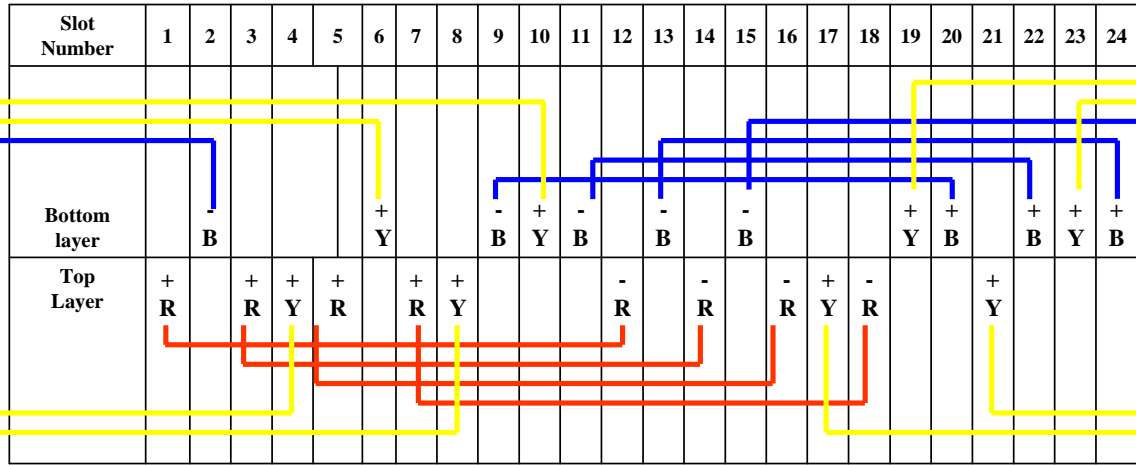 Slot Number 1 2 3 4 5 6 7 8 9 10 11 12 13 14 15 16 17 18 19 20 21 22 23 24
Bottom layer
- + - + - - - + + + + +
B Y B Y B B B Y B B Y B
Top Layer
+ + + + + + - - - + - +
R R Y R R Y R R R Y R Y